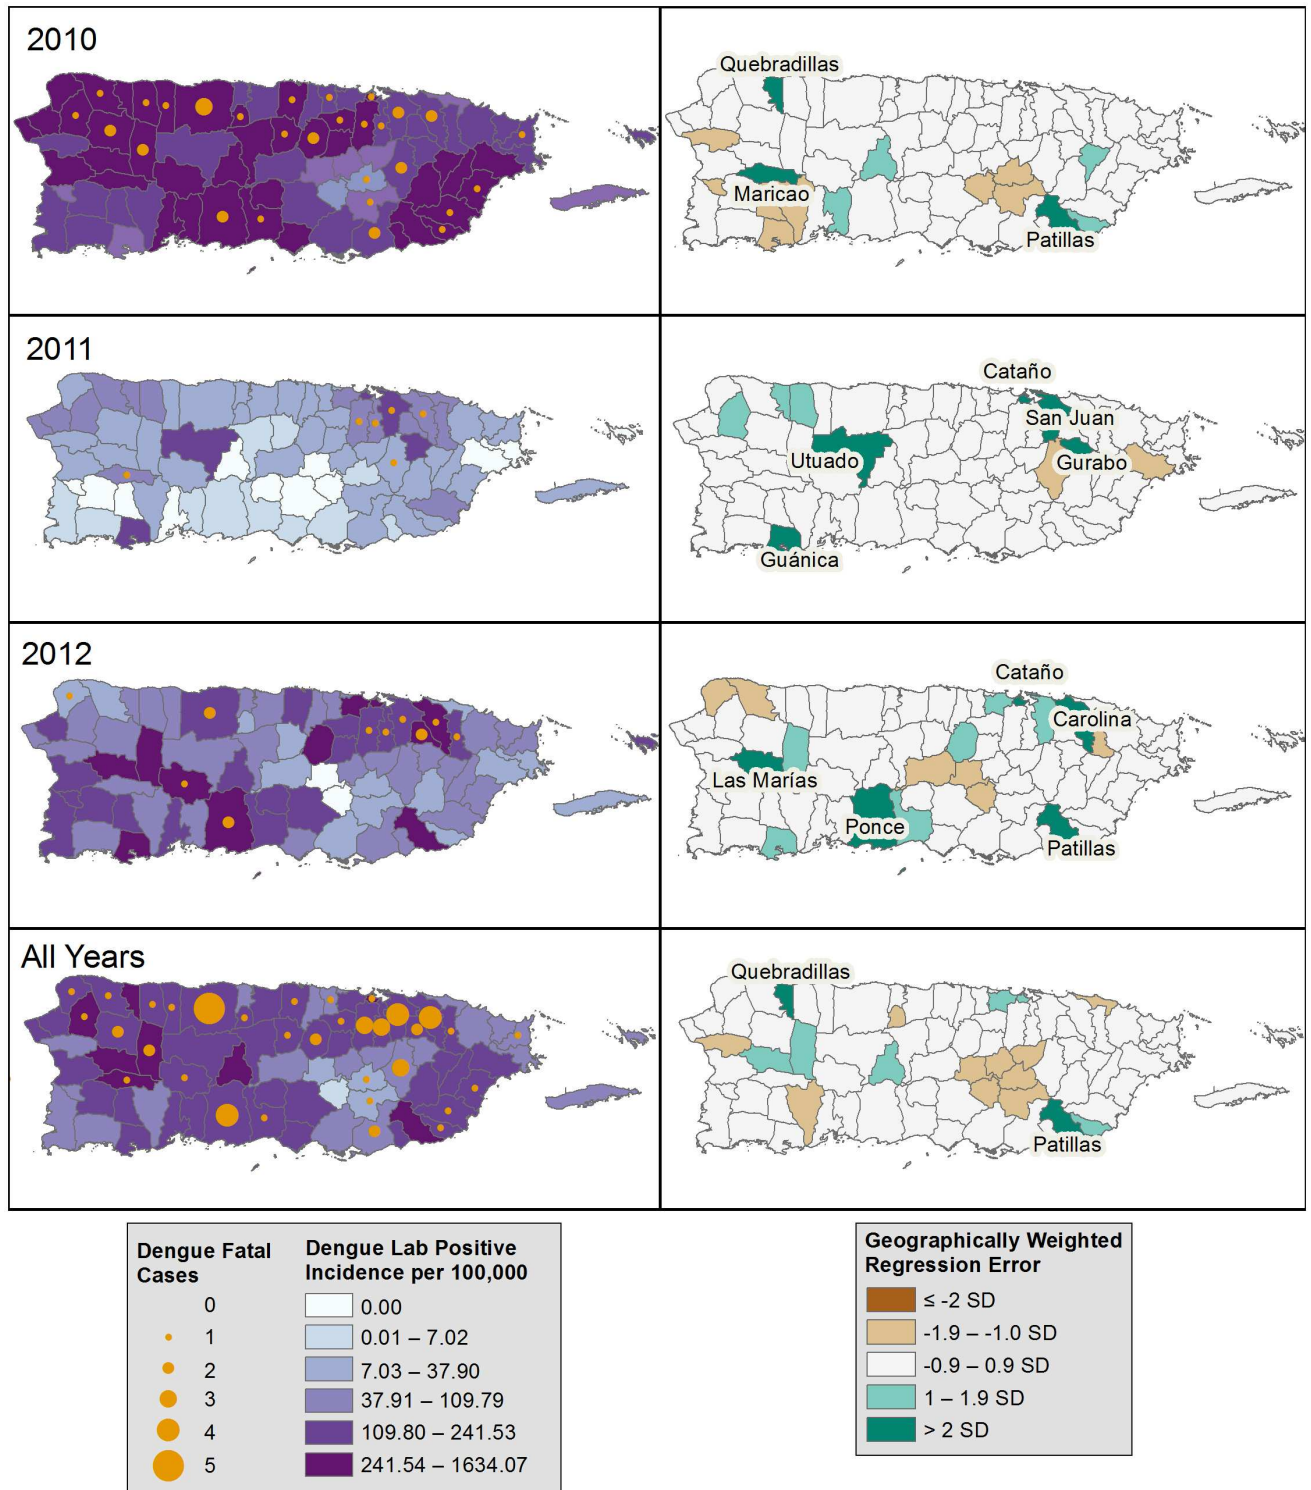 2010
Quebradillas
Maricao
Patillas
2011
Cataño
San Juan
Utuado
Gurabo
Guánica
2012
Cataño
Carolina
Las Marías
Ponce
Patillas
All Years
Quebradillas
Patillas
Dengue Fatal
Cases
0
1
2
3
4
5
Dengue Lab Positive
Incidence per 100,000
0.00
0.01 – 7.02
7.03 – 37.90
37.91 – 109.79
109.80 – 241.53
241.54 – 1634.07
Geographically Weighted
Regression Error
≤ -2 SD
-1.9 – -1.0 SD
-0.9 – 0.9 SD
1 – 1.9 SD
> 2 SD